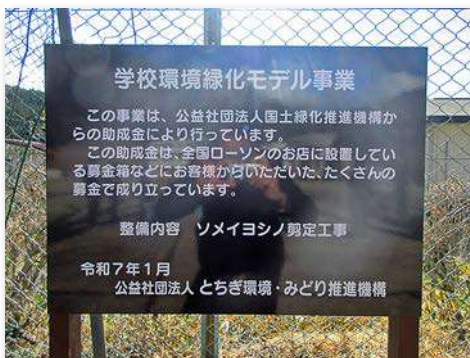 学校環境緑化モデル事業
この事業は、公益社団法人国土緑化推進機構か
らの助成金により行っています。
この助成金は、全国ローソンのお店に設置してい
る募金箱などにお客様からいただいた、たくさんの
募金で成り立っています。
整備内容　ソメイヨシノ剪定工事
令和７年１月
公益社団法人 とちぎ環境・みどり推進機構